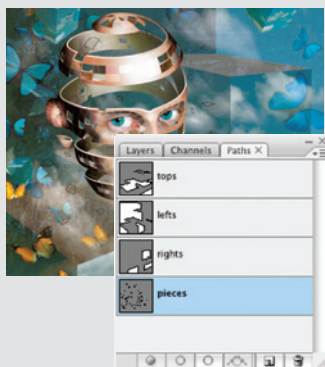 Layers Channels Paths ×
tops
lefts
rights
pieces